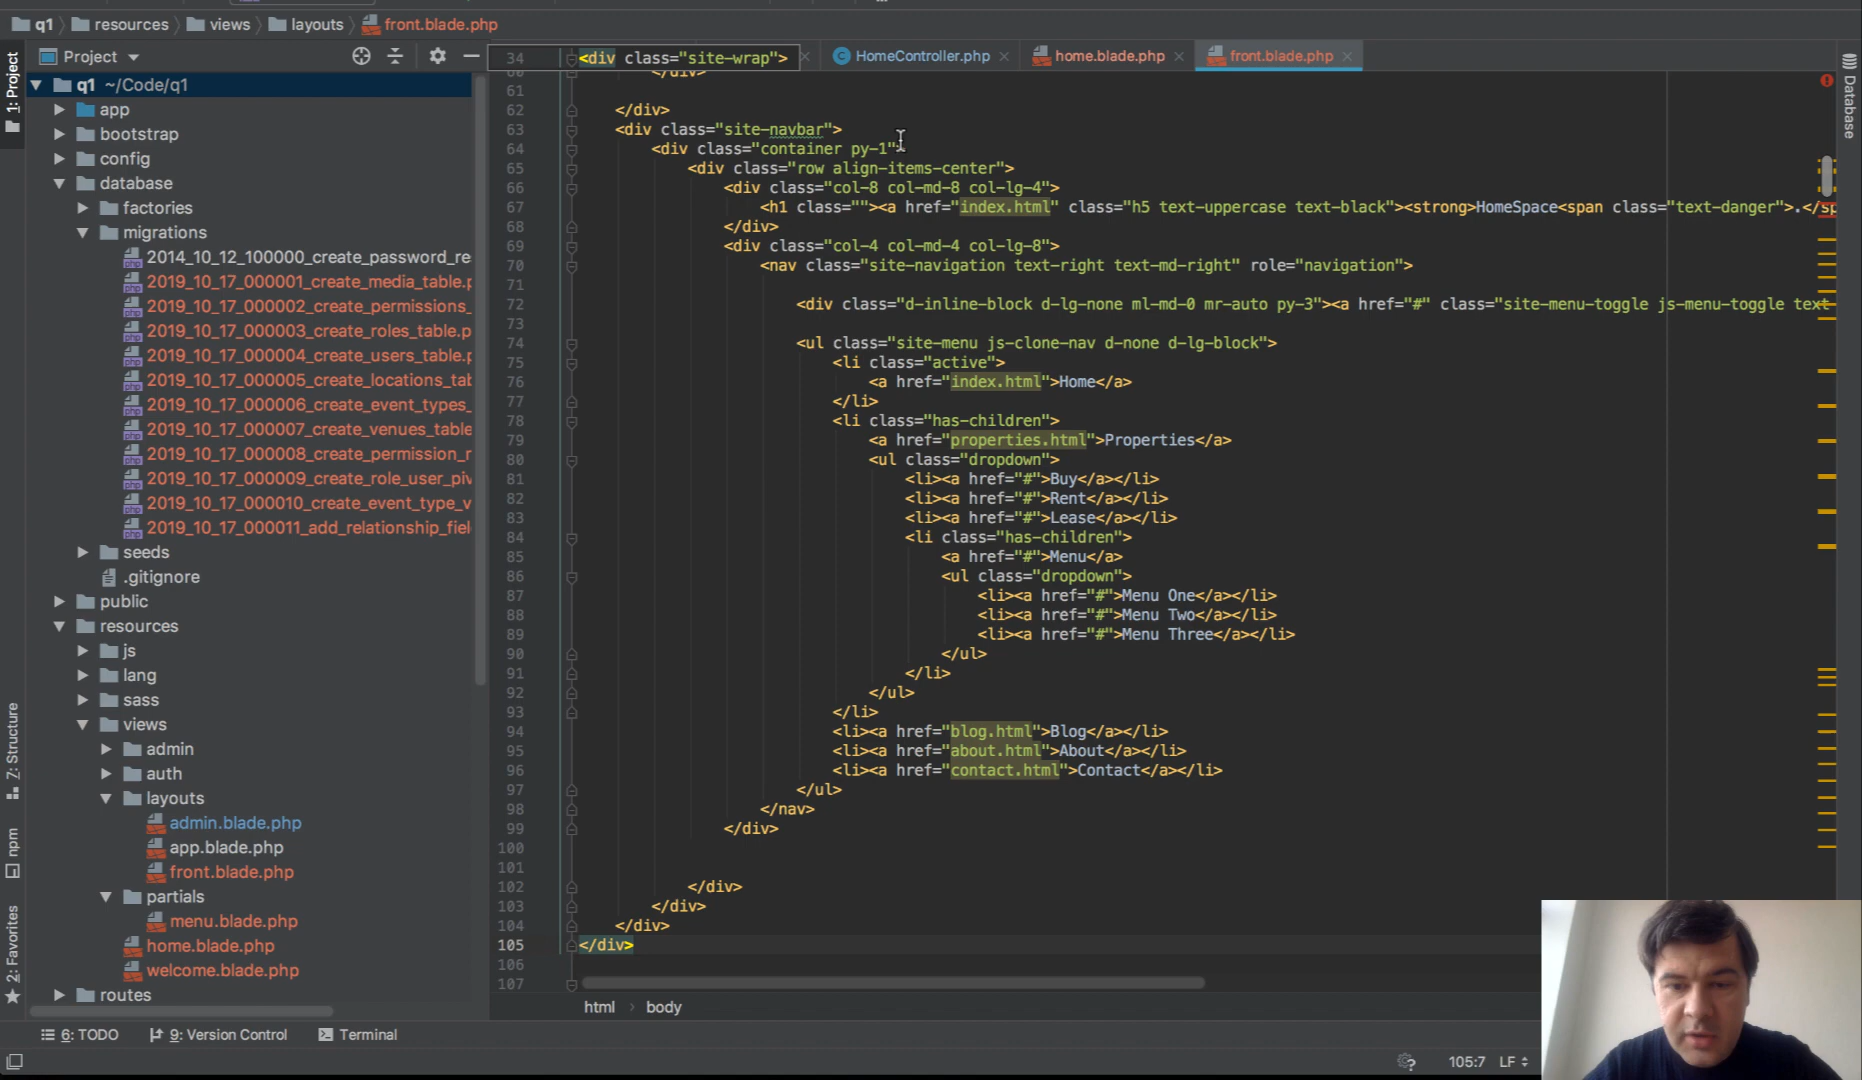 q1 resources views layouts front.blade.php
Project
34 <div class="site-wrap"> HomeController.php home.blade.php front.blade.php
1: Project
Database
q1 ~/Code/q1
app
bootstrap
config
database
factories
migrations
2014_10_12_100000_create_password_re
2019_10_17_000001_create_media_table.p
2019_10_17_000002_create_permissions_
2019_10_17_000003_create_roles_table.p
2019_10_17_000004_create_users_table.p
2019_10_17_000005_create_locations_tab
2019_10_17_000006_create_event_types_
2019_10_17_000007_create_venues_table
2019_10_17_000008_create_permission_r
2019_10_17_000009_create_role_user_piv
2019_10_17_000010_create_event_type_v
2019_10_17_000011_add_relationship_fiel
seeds
.gitignore
public
resources
js
lang
sass
views
admin
auth
layouts
admin.blade.php
app.blade.php
front.blade.php
partials
menu.blade.php
home.blade.php
welcome.blade.php
routes
7: Structure
npm
2: Favorites
60 </div>
61
62 </div>
63 <div class="site-navbar">
64 <div class="container py-1">
65 <div class="row align-items-center">
66 <div class="col-8 col-md-8 col-lg-4">
67 <h1 class=""><a href="index.html" class="h5 text-uppercase text-black"><strong>HomeSpace<span class="text-danger">.</sp
68 </div>
69 <div class="col-4 col-md-4 col-lg-8">
70 <nav class="site-navigation text-right text-md-right" role="navigation">
71
72 <div class="d-inline-block d-lg-none ml-md-0 mr-auto py-3"><a href="#" class="site-menu-toggle js-menu-toggle text
73
74 <ul class="site-menu js-clone-nav d-none d-lg-block">
75 <li class="active">
76 <a href="index.html">Home</a>
77 </li>
78 <li class="has-children">
79 <a href="properties.html">Properties</a>
80 <ul class="dropdown">
81 <li><a href="#">Buy</a></li>
82 <li><a href="#">Rent</a></li>
83 <li><a href="#">Lease</a></li>
84 <li class="has-children">
85 <a href="#">Menu</a>
86 <ul class="dropdown">
87 <li><a href="#">Menu One</a></li>
88 <li><a href="#">Menu Two</a></li>
89 <li><a href="#">Menu Three</a></li>
90 </ul>
91 </li>
92 </ul>
93 </li>
94 <li><a href="blog.html">Blog</a></li>
95 <li><a href="about.html">About</a></li>
96 <li><a href="contact.html">Contact</a></li>
97 </ul>
98 </nav>
99 </div>
100
101
102 </div>
103 </div>
104 </div>
105 </div>
106
107
html body
6: TODO 9: Version Control Terminal
105:7 LF